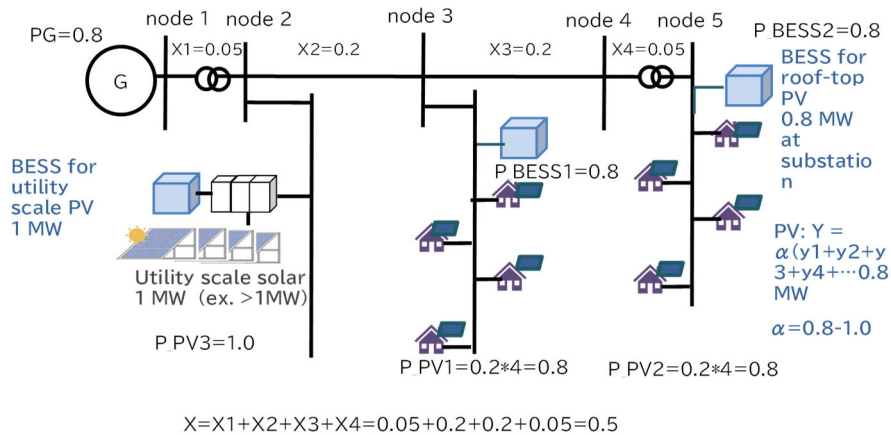 node 1
node 2
node 3
node 4
node 5
PG=0.8
X1=0.05
X2=0.2
X3=0.2
X4=0.05
P_BESS2=0.8
G
BESS for
roof-top
PV
0.8 MW
at
substatio
n
BESS for
utility
scale PV
1 MW
P_BESS1=0.8
Utility scale solar
1 MW (ex. >1MW)
PV: Y =
α(y1+y2+y
3+y4+…0.8
MW
α=0.8-1.0
P_PV3=1.0
P_PV1=0.2*4=0.8
P_PV2=0.2*4=0.8
X=X1+X2+X3+X4=0.05+0.2+0.2+0.05=0.5